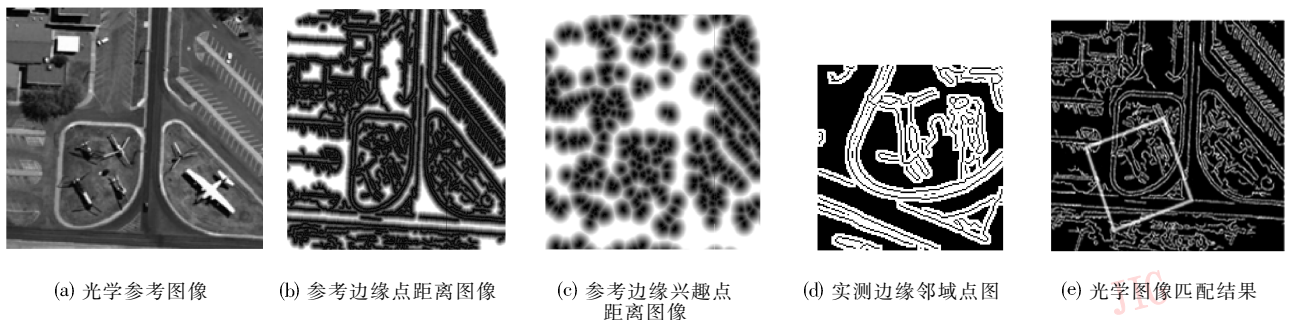 (a) 光学参考图像
(b) 参考边缘点距离图像
(c) 参考边缘兴趣点
距离图像
(d) 实测边缘邻域点图
(e) 光学图像匹配结果
JIG